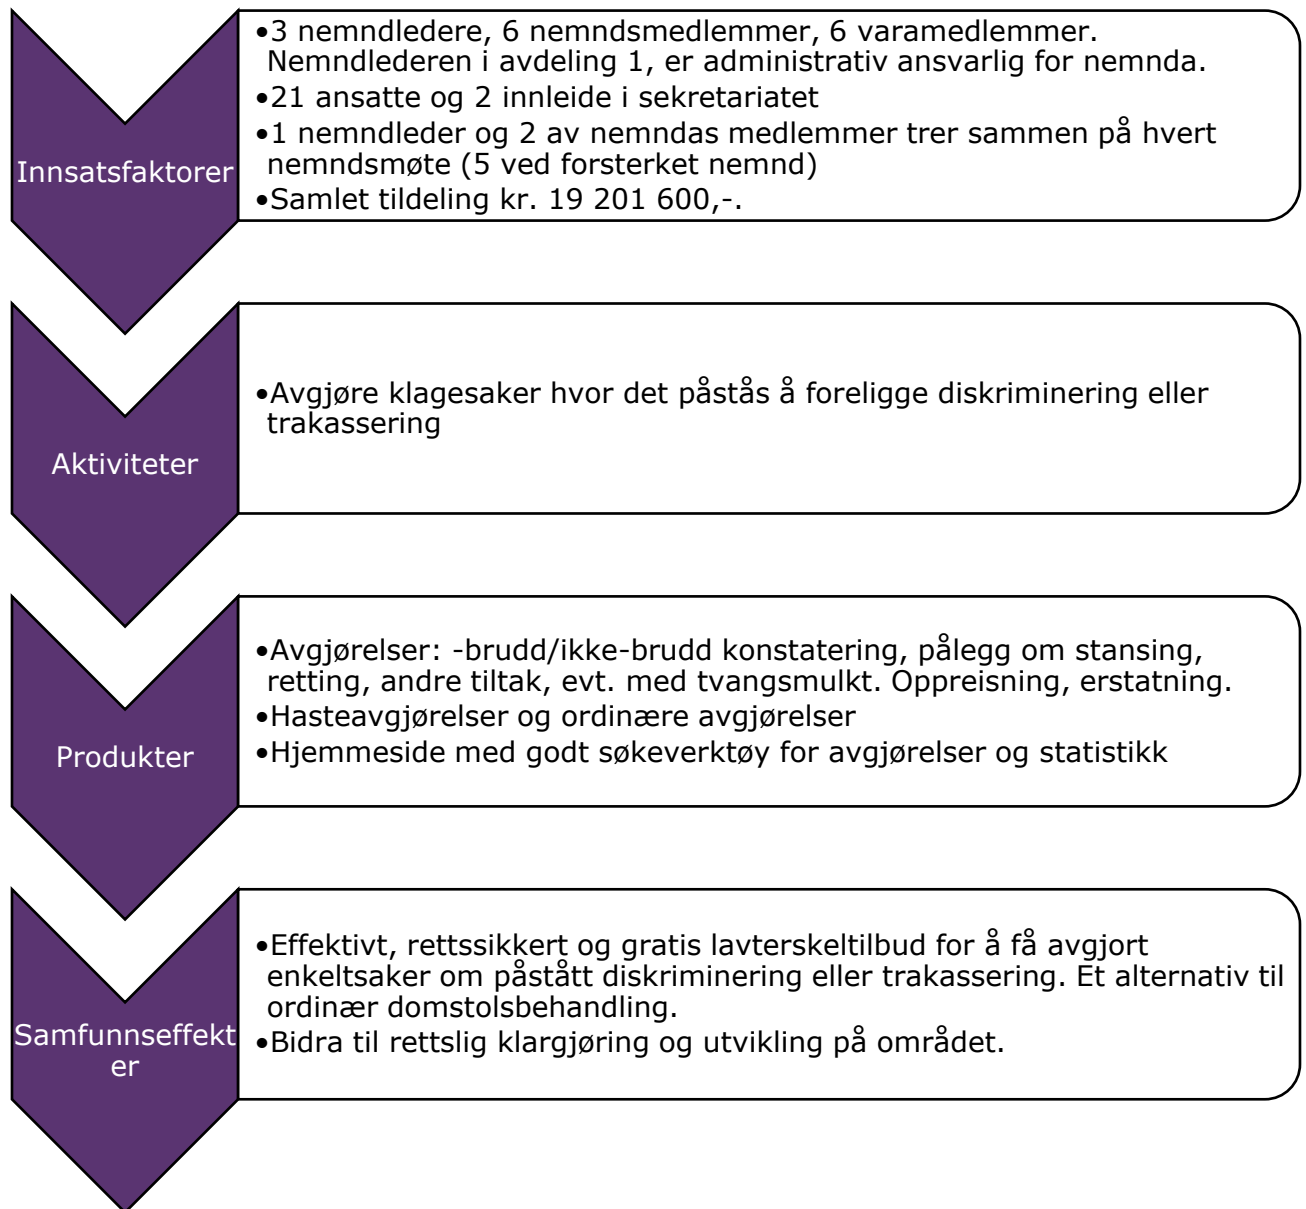 Innsatsfaktorer
•3 nemndledere, 6 nemndsmedlemmer, 6 varamedlemmer.
Nemndlederen i avdeling 1, er administrativ ansvarlig for nemnda.
•21 ansatte og 2 innleide i sekretariatet
•1 nemndleder og 2 av nemndas medlemmer trer sammen på hvert
nemndsmøte (5 ved forsterket nemnd)
•Samlet tildeling kr. 19 201 600,-.
Aktiviteter
•Avgjøre klagesaker hvor det påstås å foreligge diskriminering eller
trakassering
Produkter
•Avgjørelser: -brudd/ikke-brudd konstatering, pålegg om stansing,
retting, andre tiltak, evt. med tvangsmulkt. Oppreisning, erstatning.
•Hasteavgjørelser og ordinære avgjørelser
•Hjemmeside med godt søkeverktøy for avgjørelser og statistikk
Samfunnseffekt
er
•Effektivt, rettssikkert og gratis lavterskeltilbud for å få avgjort
enkeltsaker om påstått diskriminering eller trakassering. Et alternativ til
ordinær domstolsbehandling.
•Bidra til rettslig klargjøring og utvikling på området.